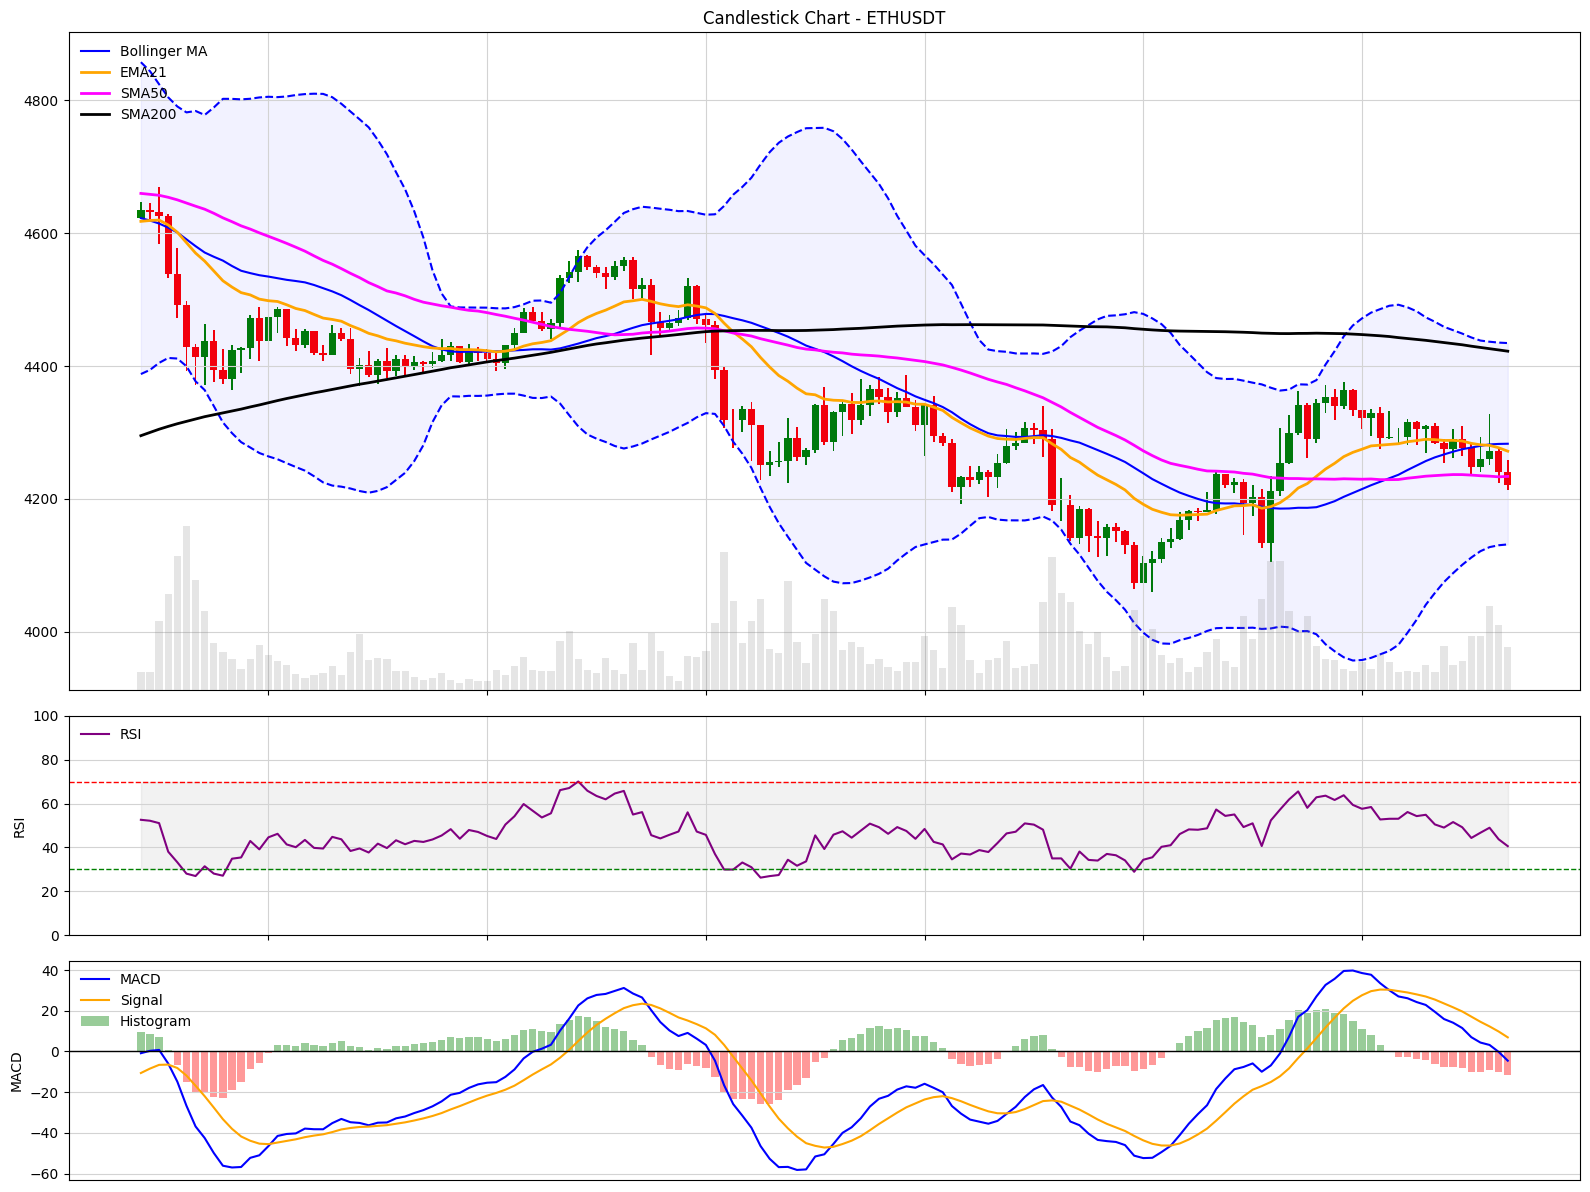 Candlestick Chart - ETHUSDT
Bollinger MA
EMA21
SMA50
SMA200
4800
4600
4400
4200
4000
100
80
60
40
20
0
RSI
RSI
40
20
0
−20
−40
−60
MACD
MACD
Signal
Histogram